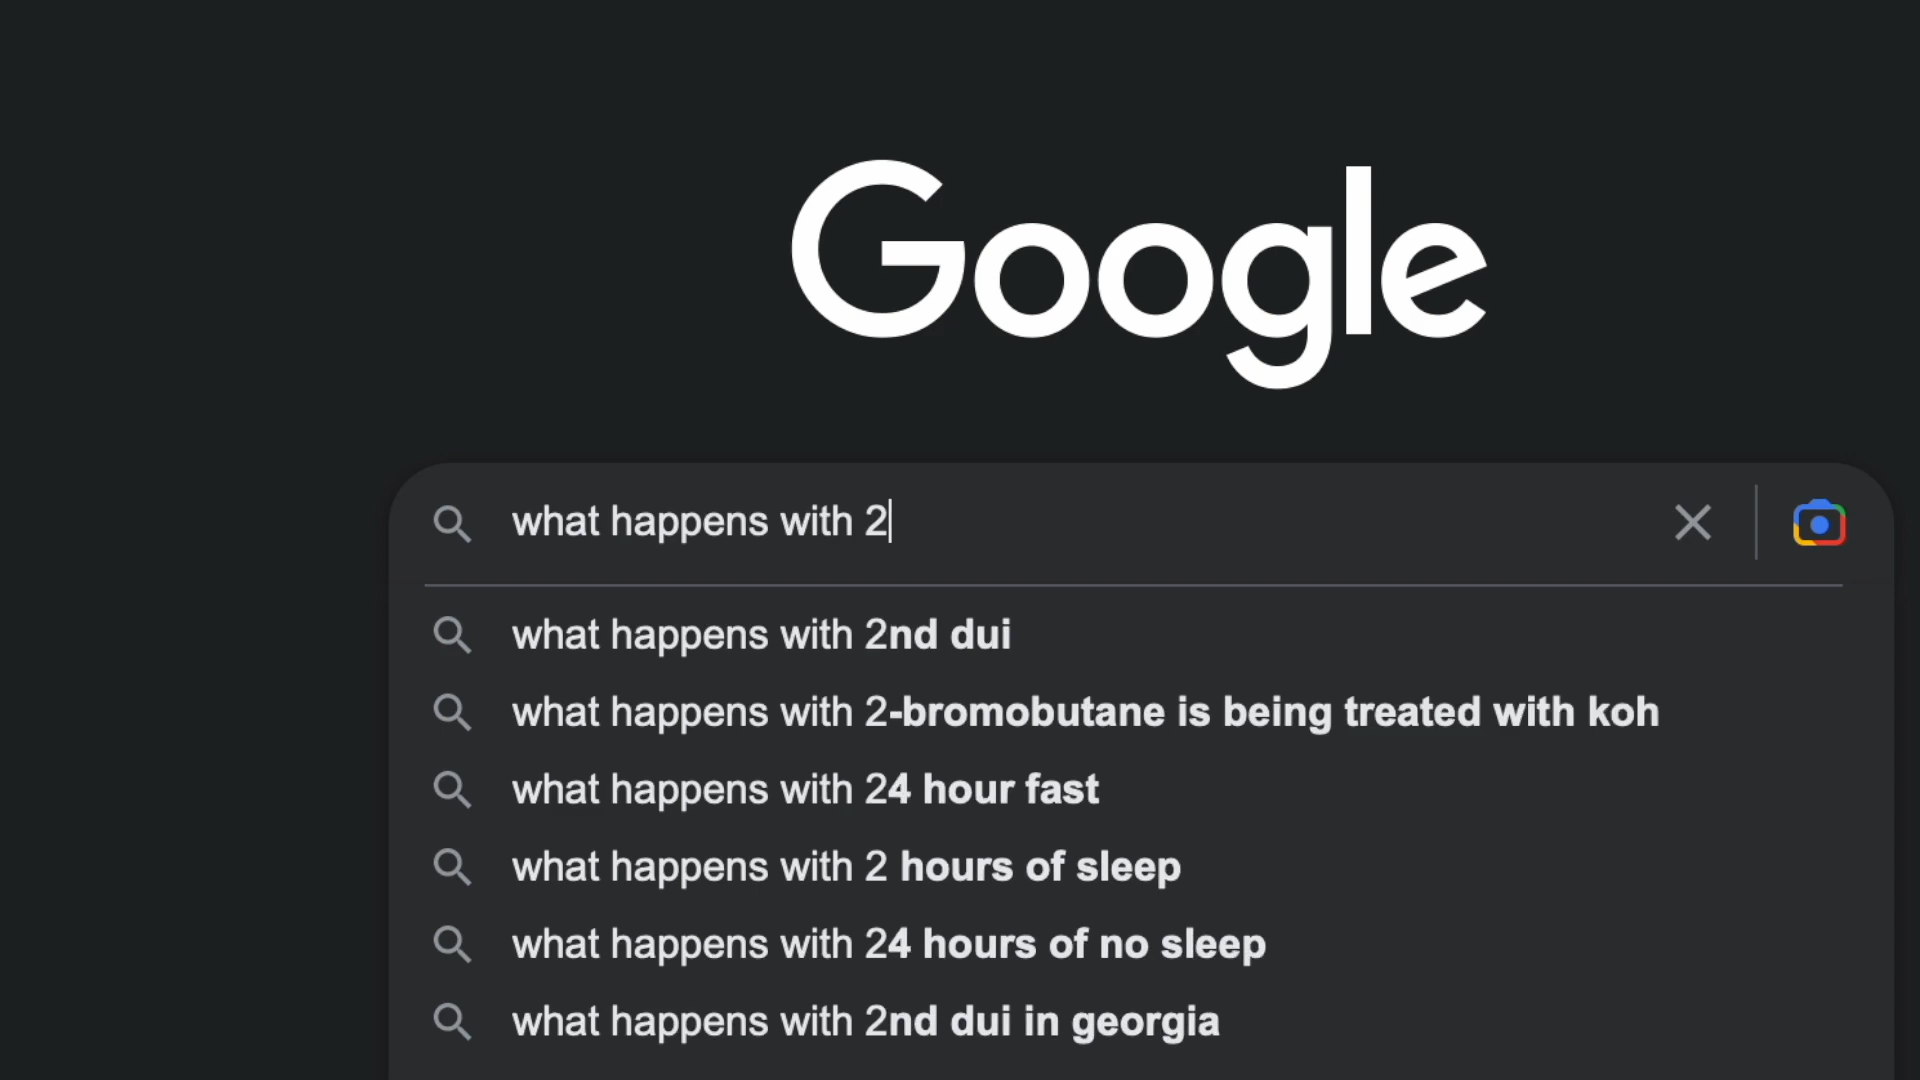 Google
what happens with 2
what happens with 2nd dui
what happens with 2-bromobutane is being treated with koh
what happens with 24 hour fast
what happens with 2 hours of sleep
what happens with 24 hours of no sleep
what happens with 2nd dui in georgia